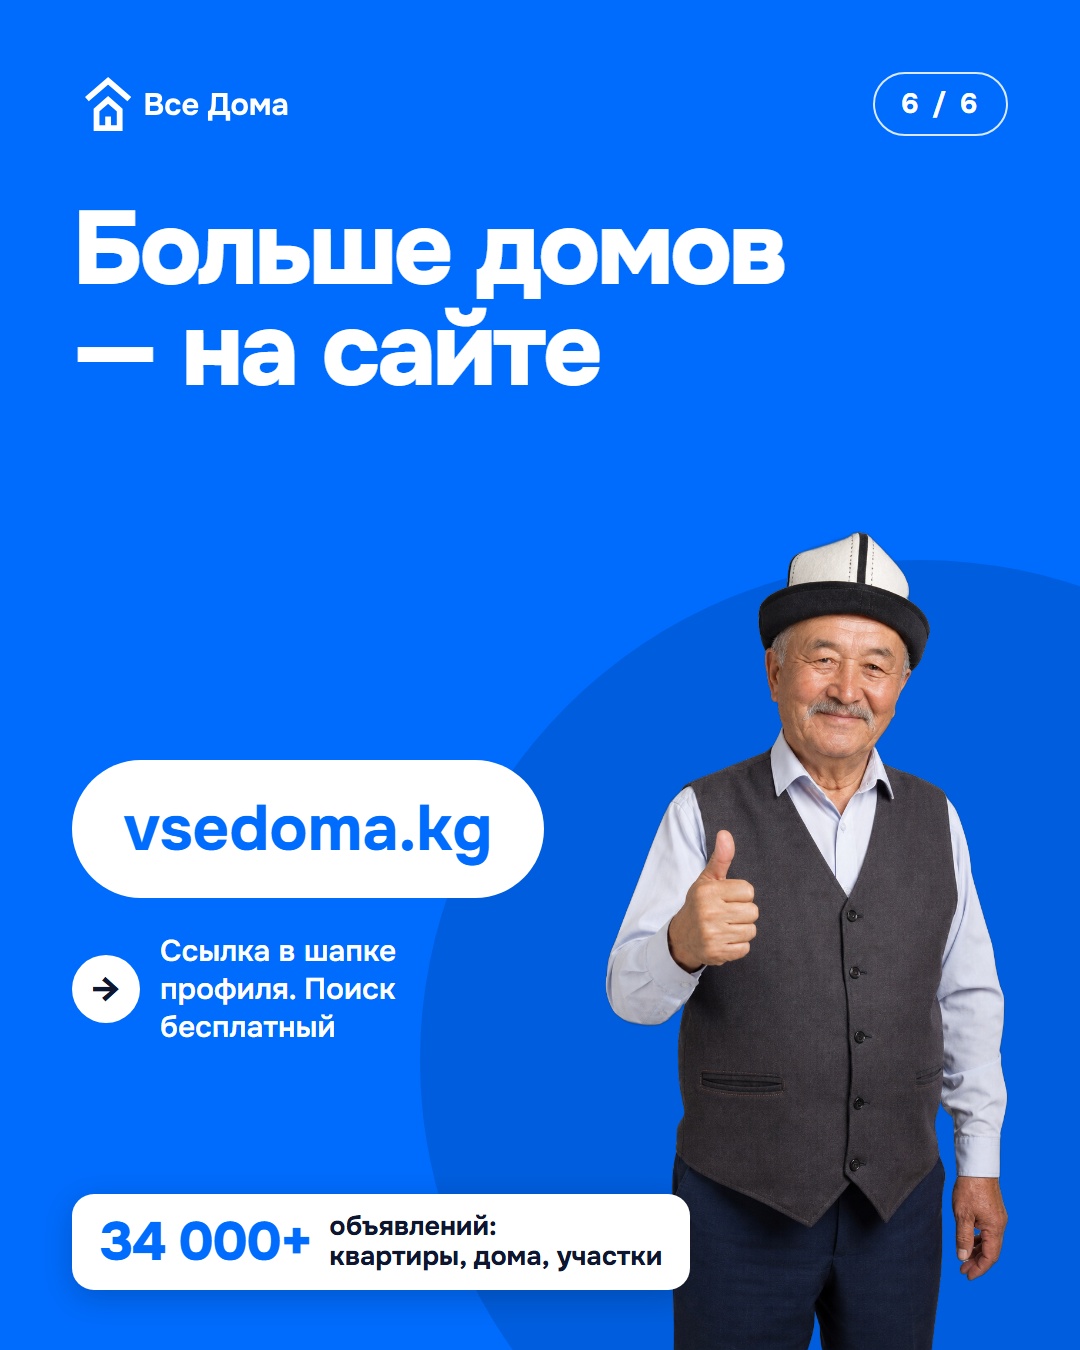 Все Дома
6 / 6
Больше домов
— на сайте
vsedoma.kg
Ссылка в шапке
профиля. Поиск
бесплатный
34 000+
объявлений:
квартиры, дома, участки